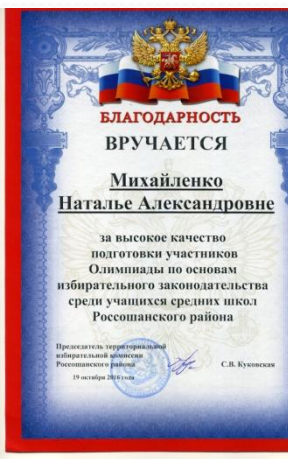 БЛАГОДАРНОСТЬ
ВРУЧАЕТСЯ
Михайленко
Наталье Александровне
за высокое качество
подготовки участников
Олимпиады по основам
избирательного законодательства
среди учащихся средних школ
Россошанского района
Председатель территориальной
избирательной комиссии
Россошанского района
С.В. Куковская
19 октября 2016 года